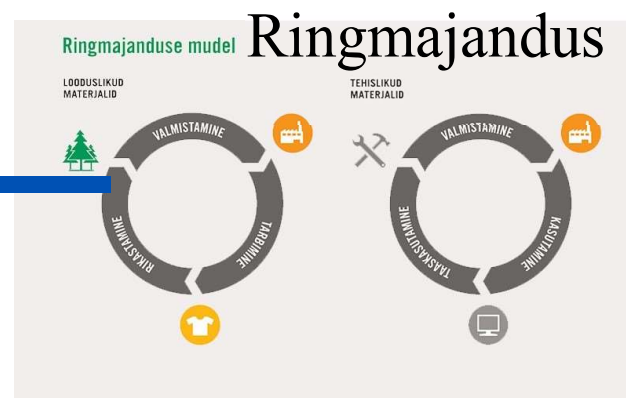 Ringmajandus
Ringmajanduse mudel
LOODUSLIKUD
MATERJALID
VALMISTAMINE
TARBIMINE
RIKASTAMINE
TEHISLIKUD
MATERJALID
VALMISTAMINE
KASUTAMINE
TAASKASUTAMINE